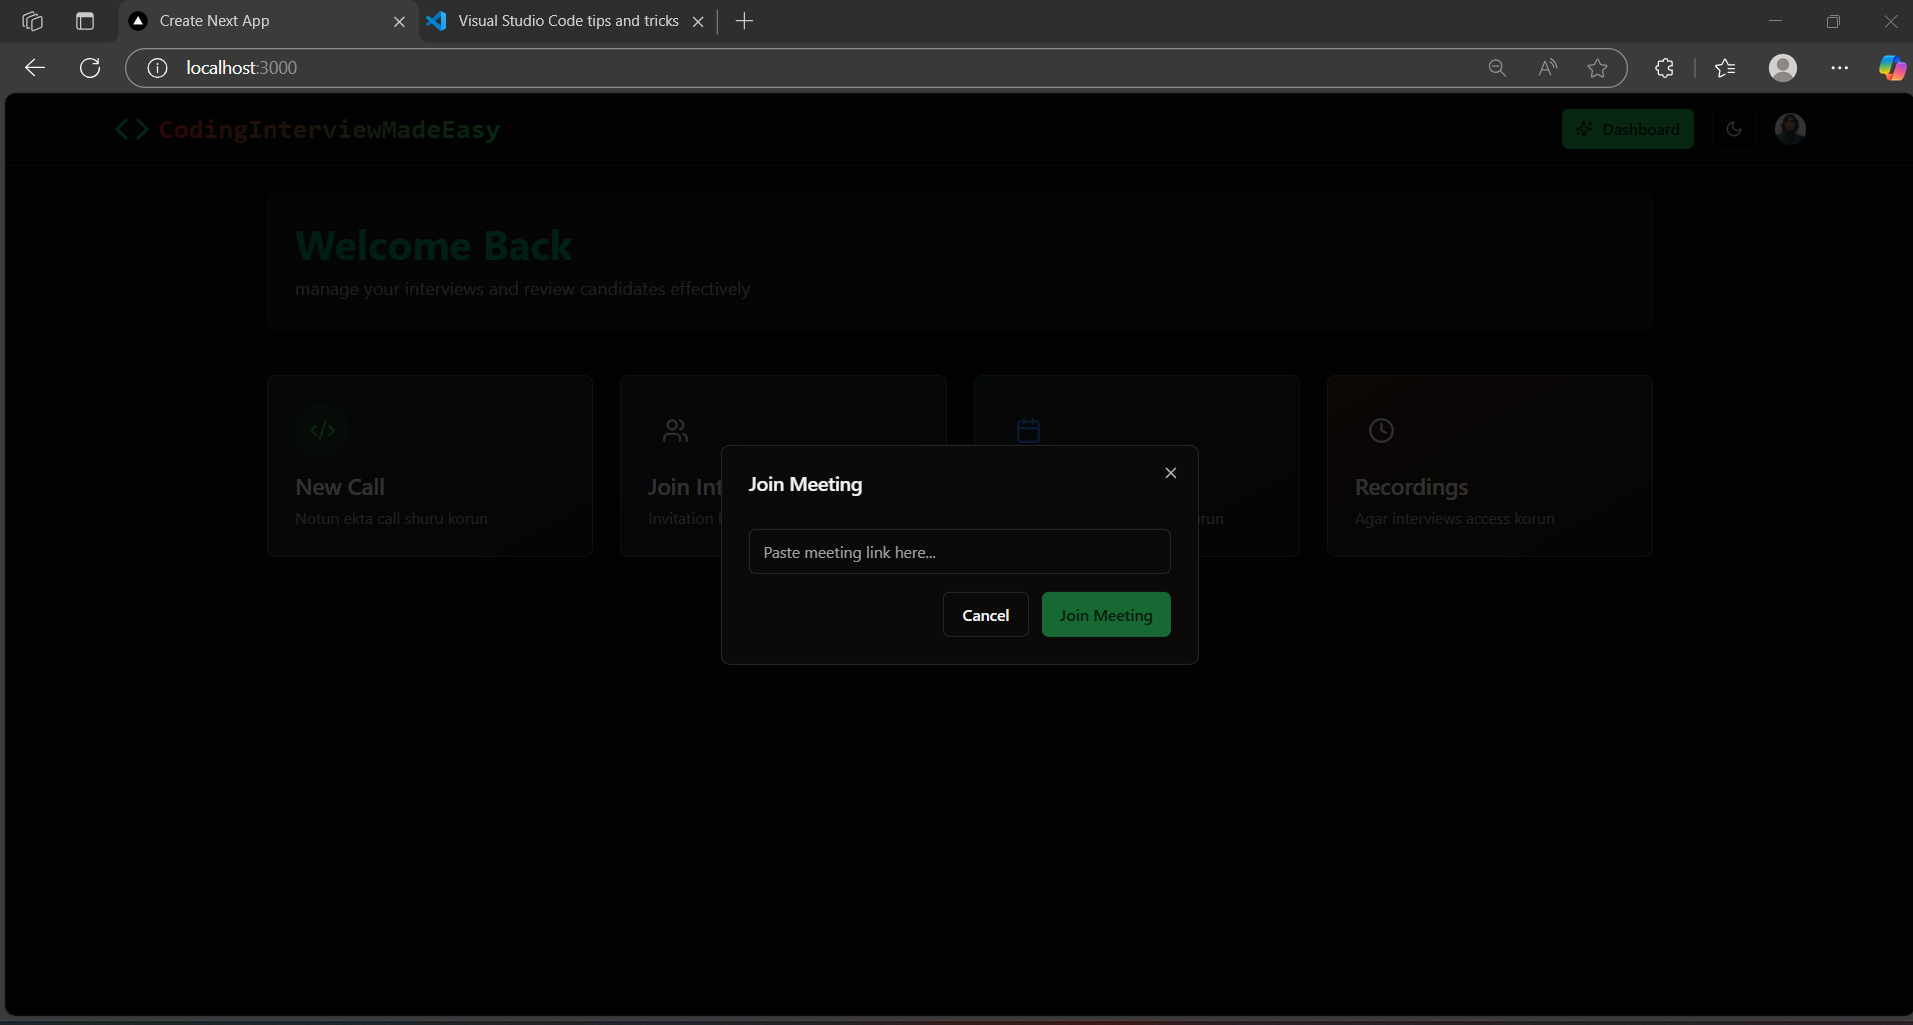 Create Next App
Visual Studio Code tips and tricks
localhost:3000
CodingInterviewMadeEasy
Dashboard
Welcome Back
manage your interviews and review candidates effectively
New Call
Notun ekta call shuru korun
Join Int
Invitation
run
Recordings
Agar interviews access korun
Join Meeting
Paste meeting link here...
Cancel
Join Meeting